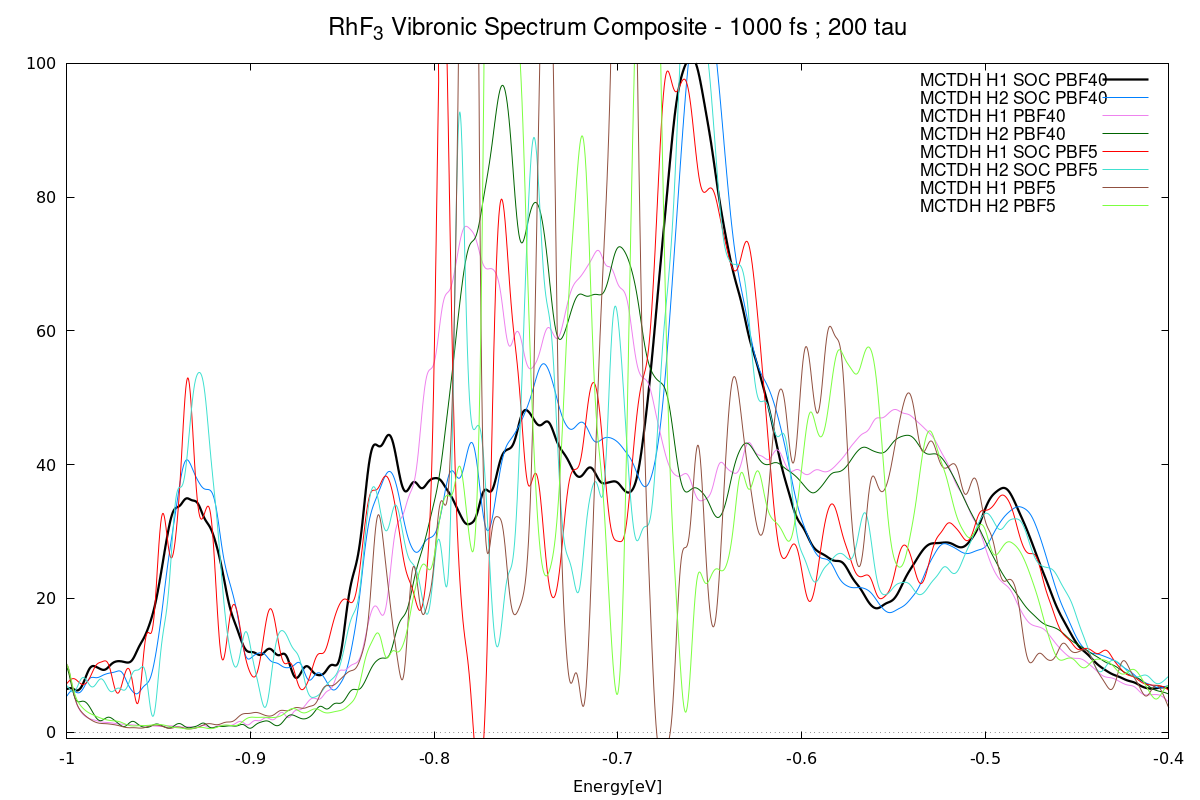 RhF3 Vibronic Spectrum Composite - 1000 fs ; 200 tau
100
80
60
40
20
0
MCTDH H1 SOC PBF40
MCTDH H2 SOC PBF40
MCTDH H1 PBF40
MCTDH H2 PBF40
MCTDH H1 SOC PBF5
MCTDH H2 SOC PBF5
MCTDH H1 PBF5
MCTDH H2 PBF5
-1 -0.9 -0.8 -0.7 -0.6 -0.5 -0.4
Energy[eV]